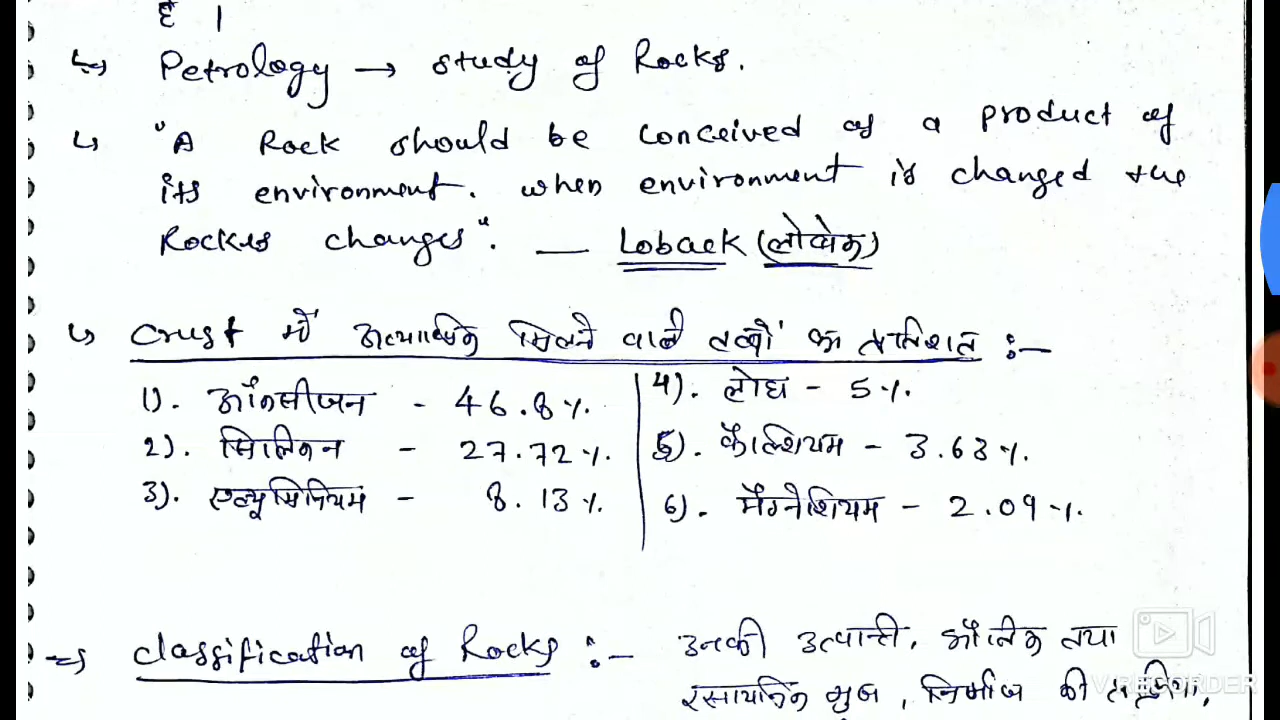 है ।
↳ Petrology → study of Rocks.
↳ "A Rock should be conceived of a product of
its environment. when environment is changed the
Rockes changes". — Loback (लोव्वेक)
↳ Crust में अत्याधिक मिलने वाले तत्वों का प्रतिशत :-
1). ऑक्सीजन - 46.8%.
2). सिलिकन - 27.72%.
3). एल्यूमिनियम - 8.13%.
4). लोघ - 5%.
5). कैल्शियम - 3.63%.
6). मैग्नेशियम - 2.09%.
⇒ Classification of Rocks :- उनकी उत्पत्ती, भौतिक तथा
रसायनिक गुण, निर्माण की
V RECORDER